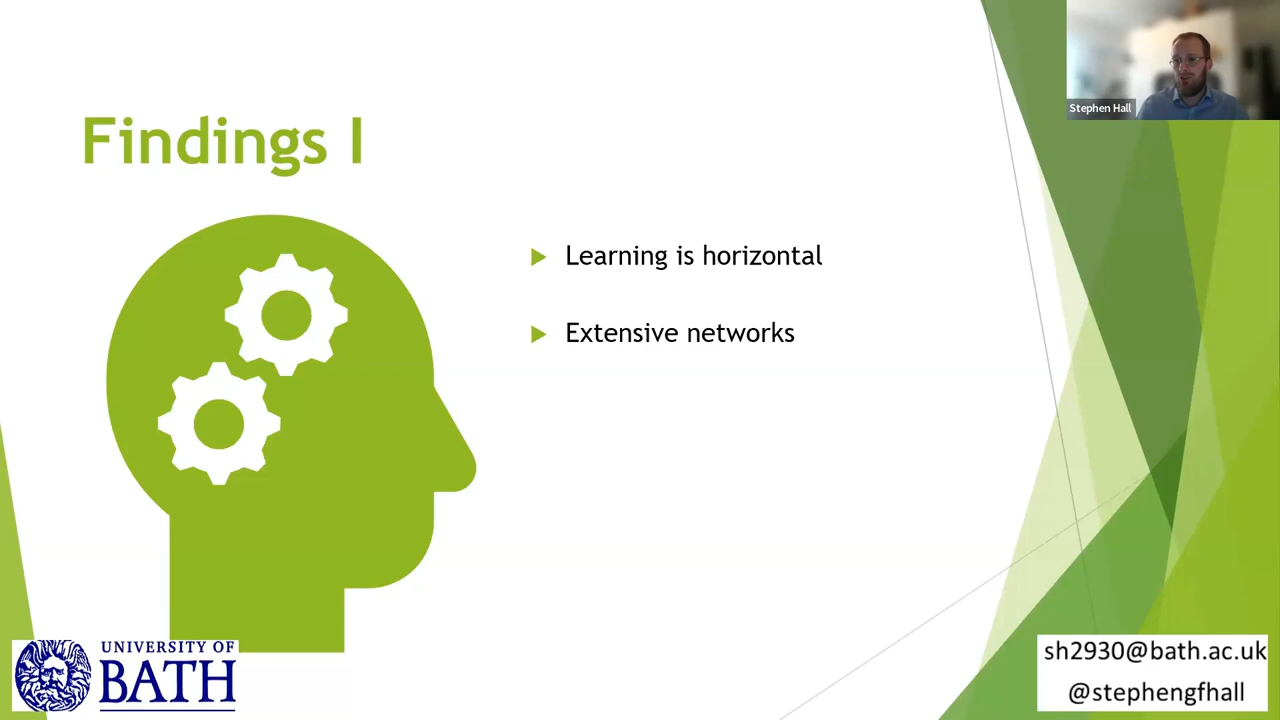 Stephen Hall
Findings I
Learning is horizontal
Extensive networks
UNIVERSITY OF
BATH
sh2930@bath.ac.uk
@stephengfhall